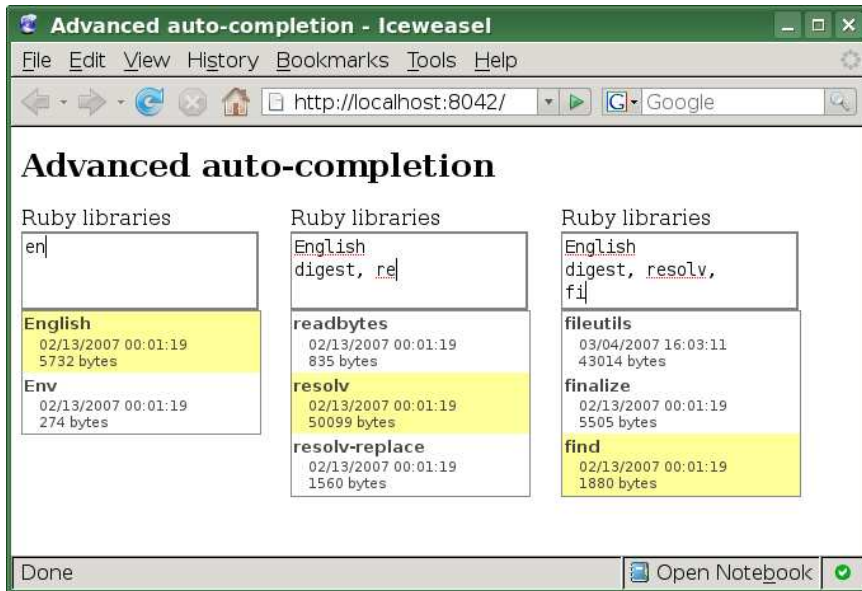 Advanced auto-completion - Iceweasel
File Edit View History Bookmarks Tools Help
http://localhost:8042/ G Google
Advanced auto-completion
Ruby libraries
en
English
02/13/2007 00:01:19
5732 bytes
Env
02/13/2007 00:01:19
274 bytes
Ruby libraries
English
digest, re
readbytes
02/13/2007 00:01:19
835 bytes
resolv
02/13/2007 00:01:19
50099 bytes
resolv-replace
02/13/2007 00:01:19
1560 bytes
Ruby libraries
English
digest, resolv,
fi
fileutils
03/04/2007 16:03:11
43014 bytes
finalize
02/13/2007 00:01:19
5505 bytes
find
02/13/2007 00:01:19
1880 bytes
Done Open Notebook